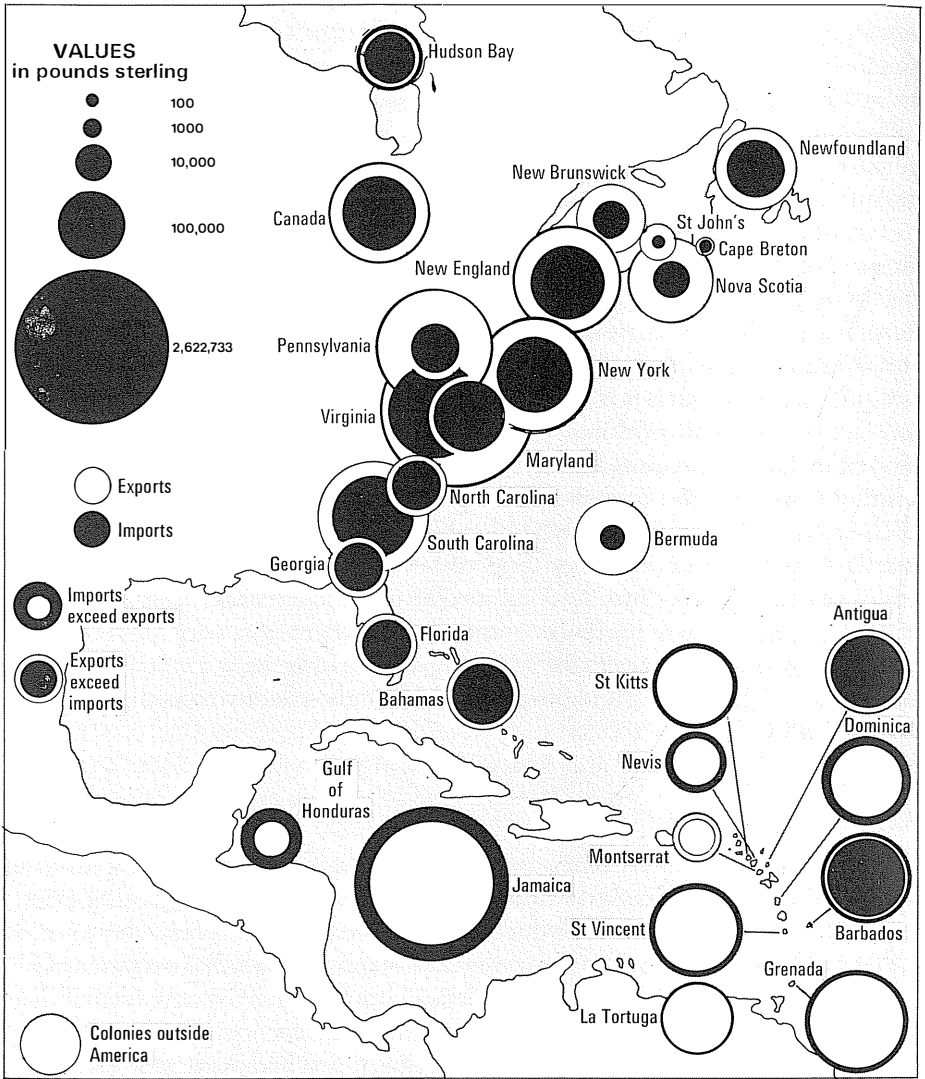 VALUES
in pounds sterling
100
1000
10,000
100,000
2,622,733
Exports
Imports
Imports
exceed exports
Exports
exceed
imports
Hudson Bay
Newfoundland
New Brunswick
Canada
St John's
Cape Breton
New England
Nova Scotia
Pennsylvania
New York
Virginia
Maryland
North Carolina
South Carolina
Bermuda
Georgia
Florida
Bahamas
Antigua
St Kitts
Dominica
Nevis
Gulf
of
Honduras
Montserrat
Jamaica
St Vincent
Barbados
Grenada
La Tortuga
Colonies outside
America